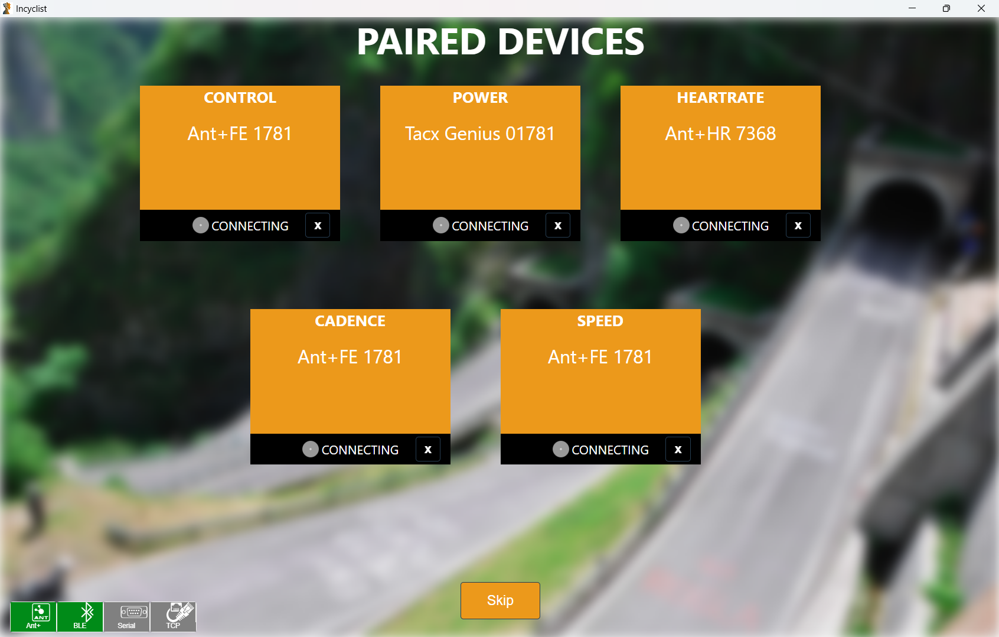 Incyclist
PAIRED DEVICES
CONTROL
Ant+FE 1781
CONNECTING
x
POWER
Tacx Genius 01781
CONNECTING
x
HEARTRATE
Ant+HR 7368
CONNECTING
x
CADENCE
Ant+FE 1781
CONNECTING
x
SPEED
Ant+FE 1781
CONNECTING
x
Skip
ANT
Ant+
BLE
Serial
TCP